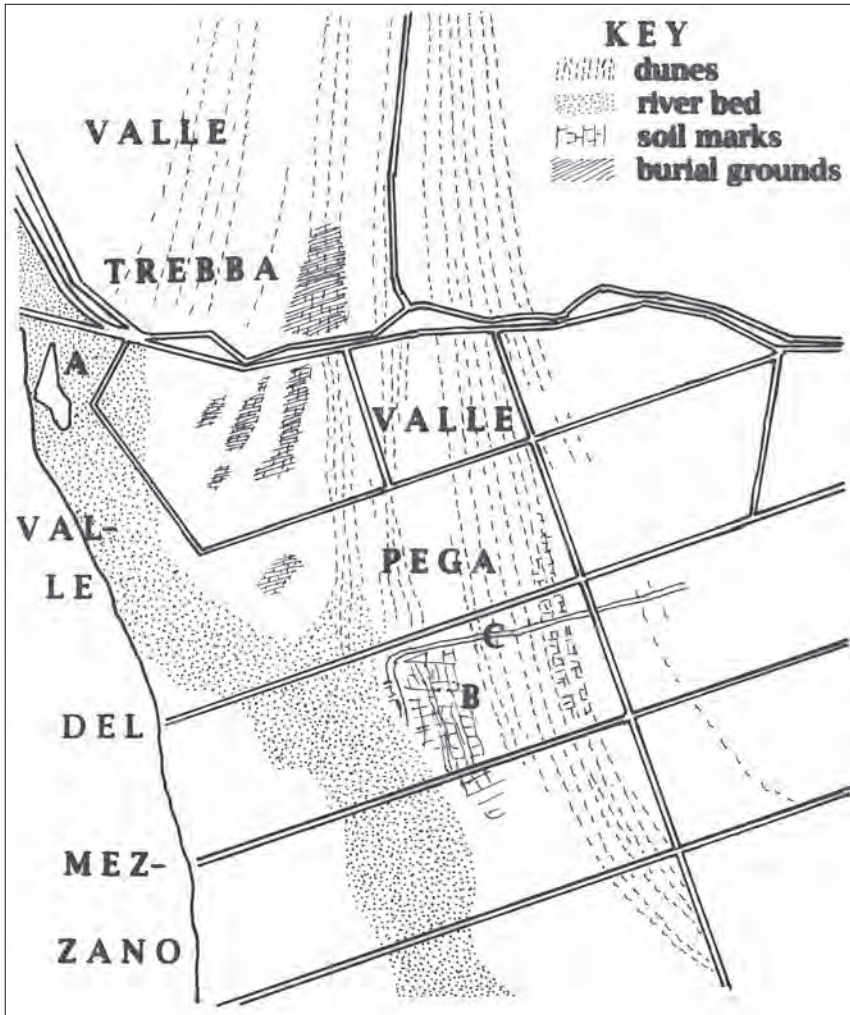 KEY
dunes
river bed
soil marks
burial grounds
VALLE
TREBBA
A
VALLE
VAL-
LE
PEGA
C
B
DEL
MEZ-
ZANO